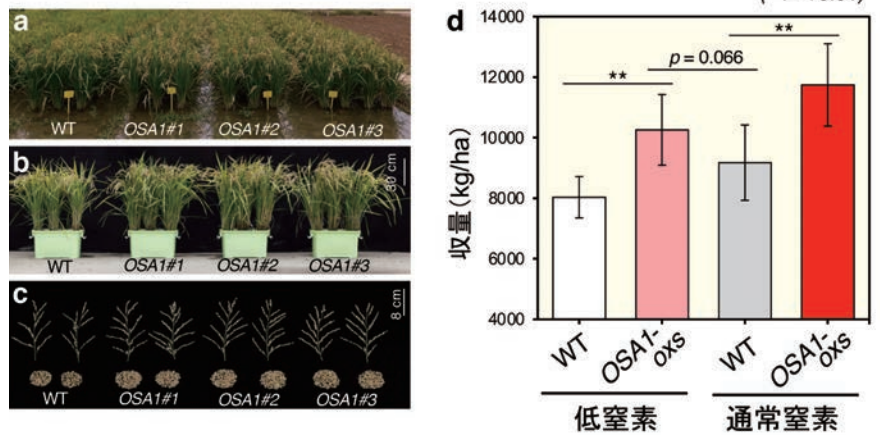 a
WT OSA1#1 OSA1#2 OSA1#3
b
30 cm
WT OSA1#1 OSA1#2 OSA1#3
c
8 cm
WT OSA1#1 OSA1#2 OSA1#3
d
収量(kg/ha)
14000
12000
10000
8000
6000
4000
**
p = 0.066
**
WT OSA1-oxs WT OSA1-oxs
低窒素 通常窒素